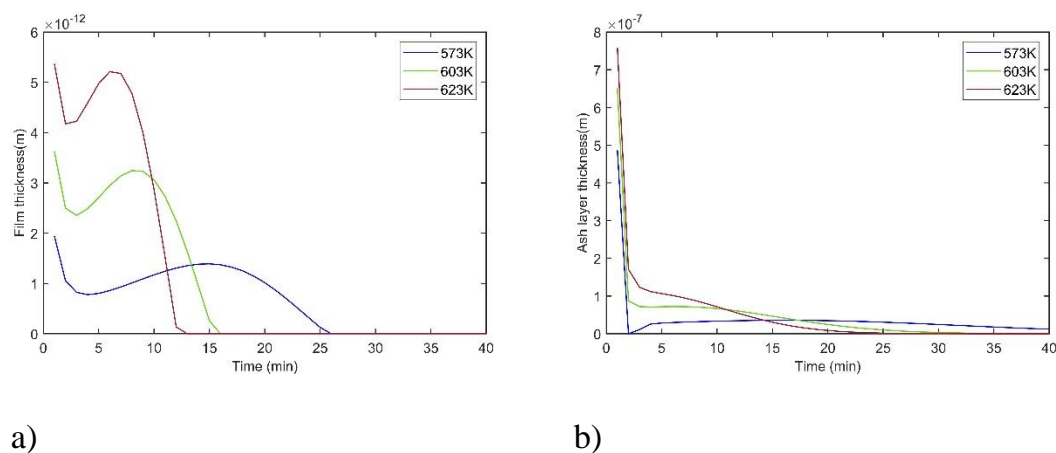 ×10^-12
6
5
4
3
2
1
0
Film thickness(m)
0 5 10 15 20 25 30 35 40
Time (min)
573K
603K
623K
×10^-7
8
7
6
5
4
3
2
1
0
Ash layer thickness(m)
0 5 10 15 20 25 30 35 40
Time (min)
573K
603K
623K
a)
b)